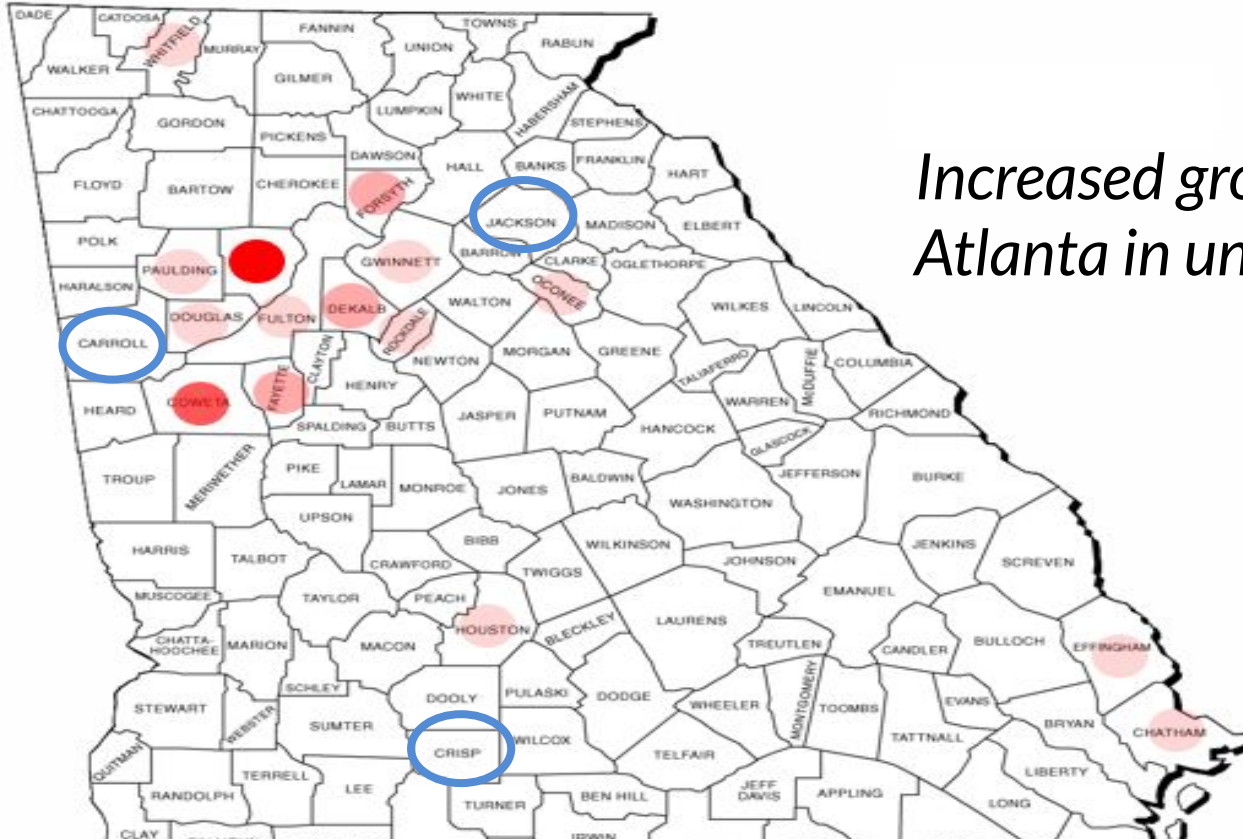 DADE
CATOOSA
WHITFIELD
MURRAY
FANNIN
UNION
TOWNS
RABUN
WALKER
GILMER
LUMPKIN
WHITE
HABERSHAM
STEPHENS
CHATTOOGA
GORDON
PICKENS
DAWSON
HALL
BANKS
FRANKLIN
HART
FLOYD
BARTOW
CHEROKEE
FORSYTH
JACKSON
MADISON
ELBERT
Increased gro
Atlanta in un
POLK
PAULDING
GWINNETT
BARROW
CLARKE
OGLETHORPE
HARALSON
DOUGLAS
FULTON
DEKALB
ROCKDALE
WALTON
OCONEE
WILKES
LINCOLN
CARROLL
CLAYTON
NEWTON
MORGAN
GREENE
TALIAFERRO
McDUFFIE
COLUMBIA
HEARD
COWETA
FAYETTE
HENRY
SPALDING
BUTTS
JASPER
PUTNAM
HANCOCK
WARREN
GLASCOCK
RICHMOND
TROUP
MERIWETHER
PIKE
LAMAR
MONROE
JONES
BALDWIN
WASHINGTON
JEFFERSON
BURKE
UPSON
HARRIS
TALBOT
CRAWFORD
BIBB
TWIGGS
WILKINSON
JOHNSON
JENKINS
SCREVEN
MUSCOGEE
TAYLOR
PEACH
HOUSTON
BLECKLEY
LAURENS
EMANUEL
CHATTA-
HOOCHEE
MARION
MACON
TREUTLEN
CANDLER
BULLOCH
EFFINGHAM
STEWART
WEBSTER
SCHLEY
SUMTER
DOOLY
PULASKI
DODGE
WHEELER
MONTGOMERY
TOOMBS
TATTNALL
EVANS
BRYAN
CHATHAM
QUITMAN
CRISP
WILCOX
TELFAIR
LIBERTY
RANDOLPH
TERRELL
LEE
TURNER
BEN HILL
JEFF
DAVIS
APPLING
LONG
CLAY
IRWIN